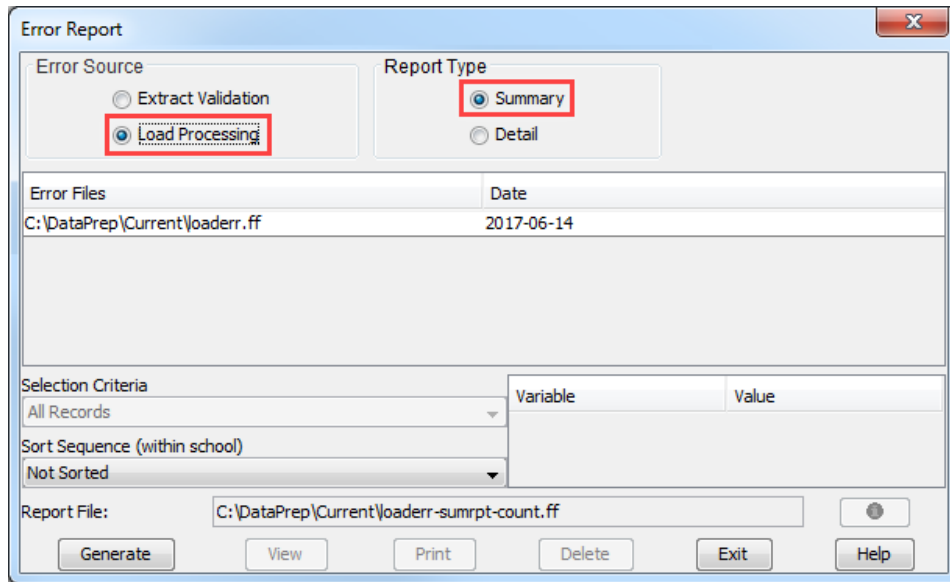 Error Report
Error Source
Report Type
Extract Validation
Summary
Load Processing
Detail
Error Files Date
C:\DataPrep\Current\loaderr.ff 2017-06-14
Selection Criteria
All Records
Variable Value
Sort Sequence (within school)
Not Sorted
Report File: C:\DataPrep\Current\loaderr-sumrpt-count.ff
Generate View Print Delete Exit Help